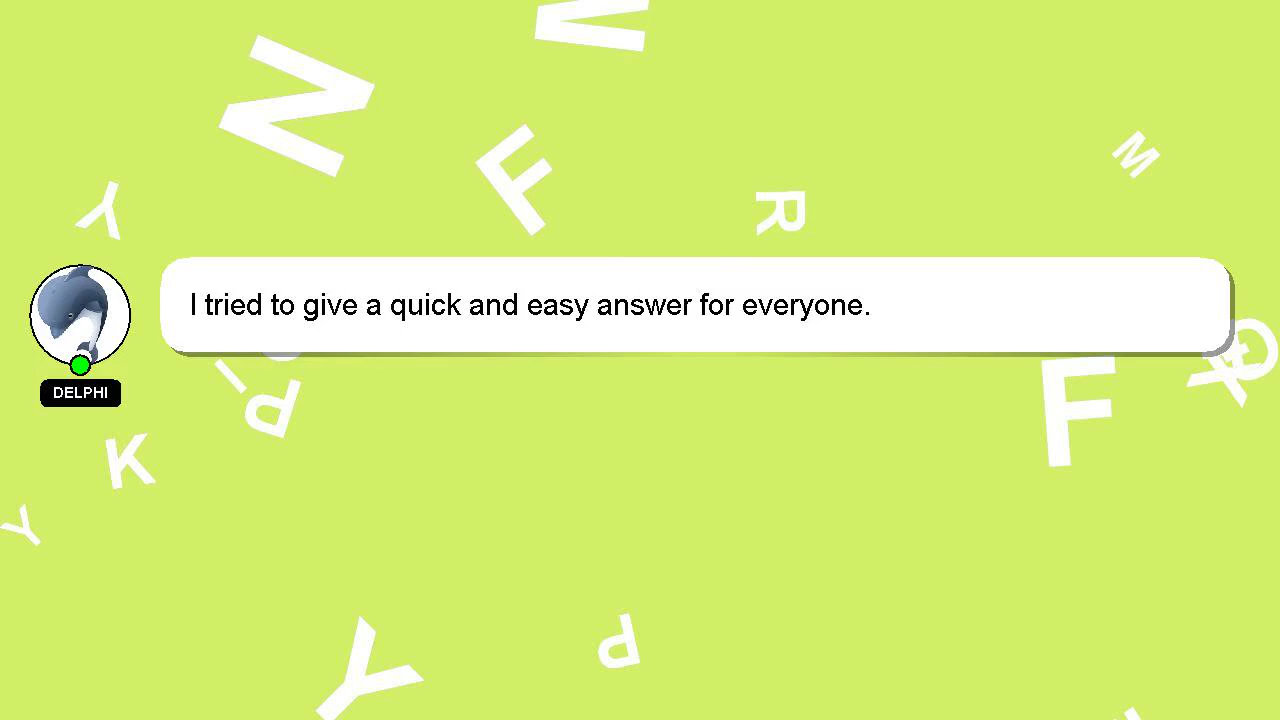 V
N
F
M
Y
R
I tried to give a quick and easy answer for everyone.
DELPHI
P
F
K
Y
P
Y